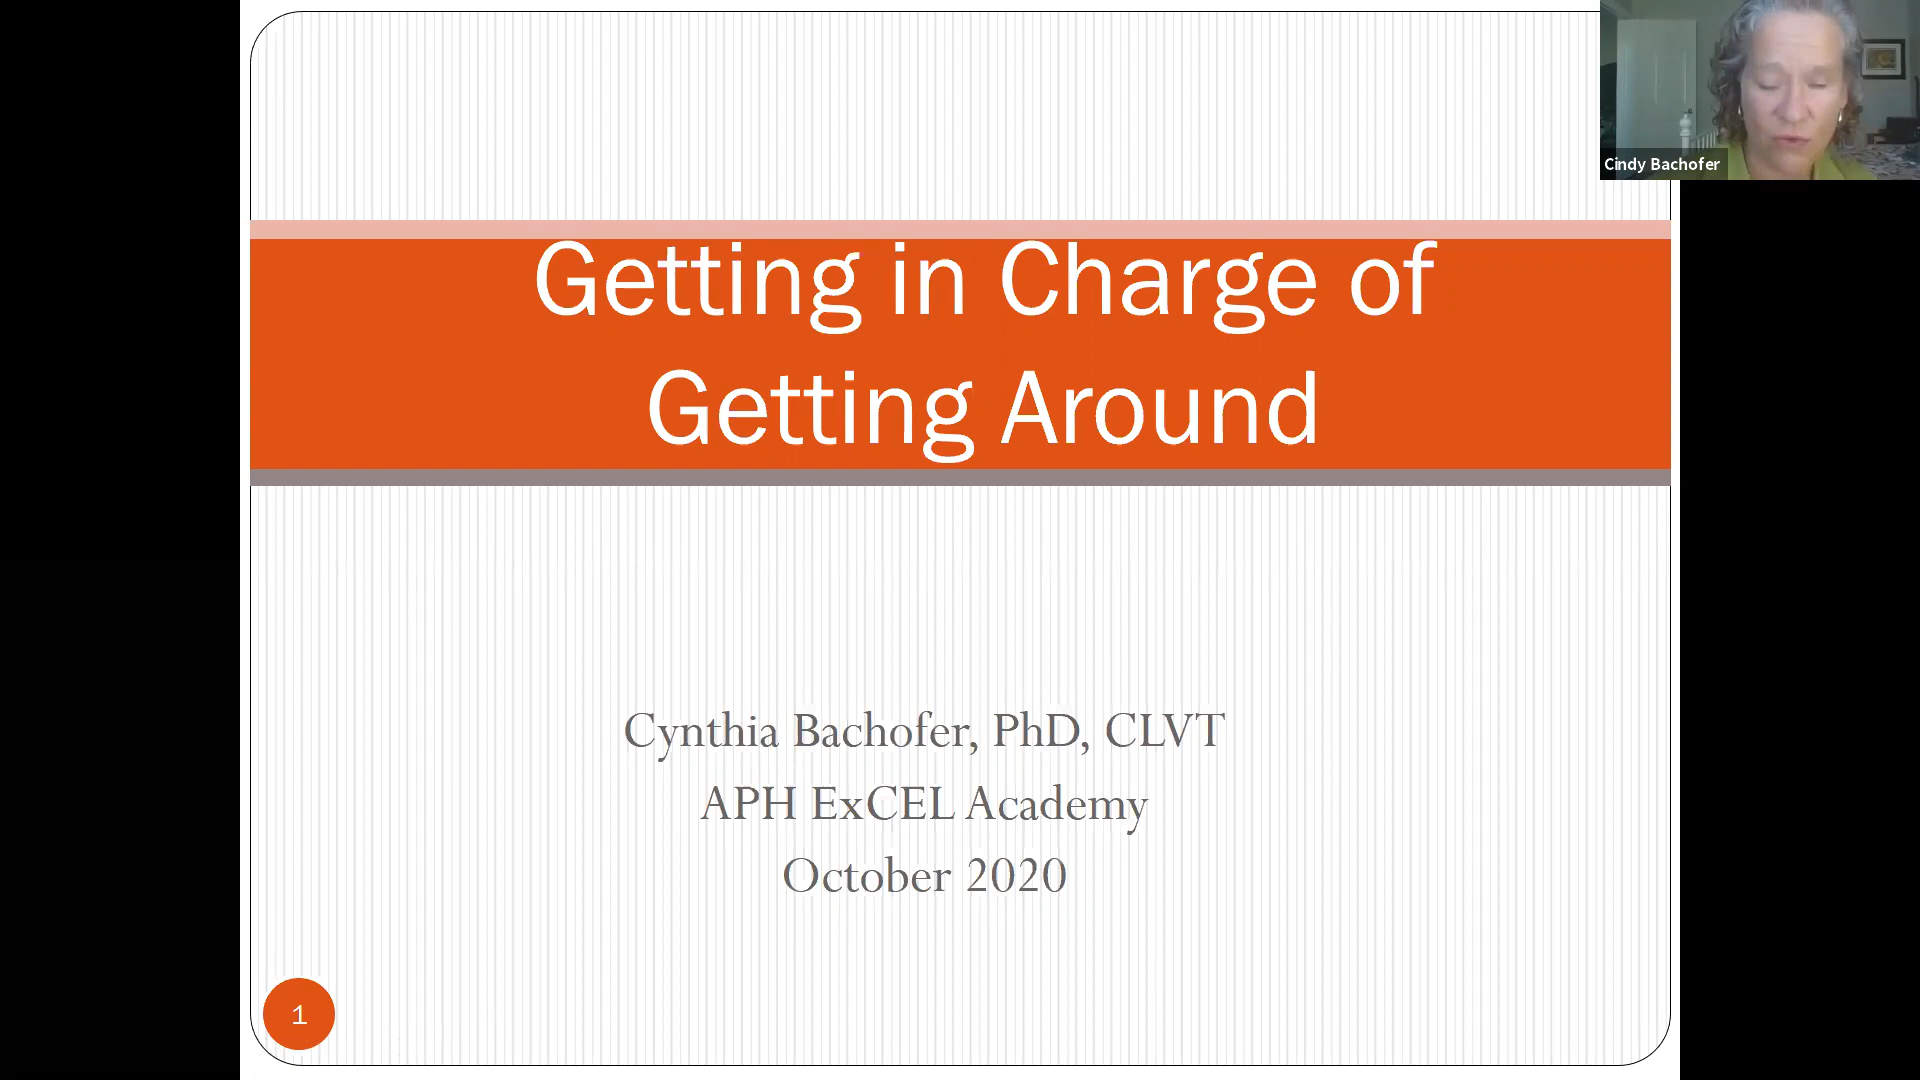 Cindy Bachofer
Getting in Charge of
Getting Around
Cynthia Bachofer, PhD, CLVT
APH ExCEL Academy
October 2020
1